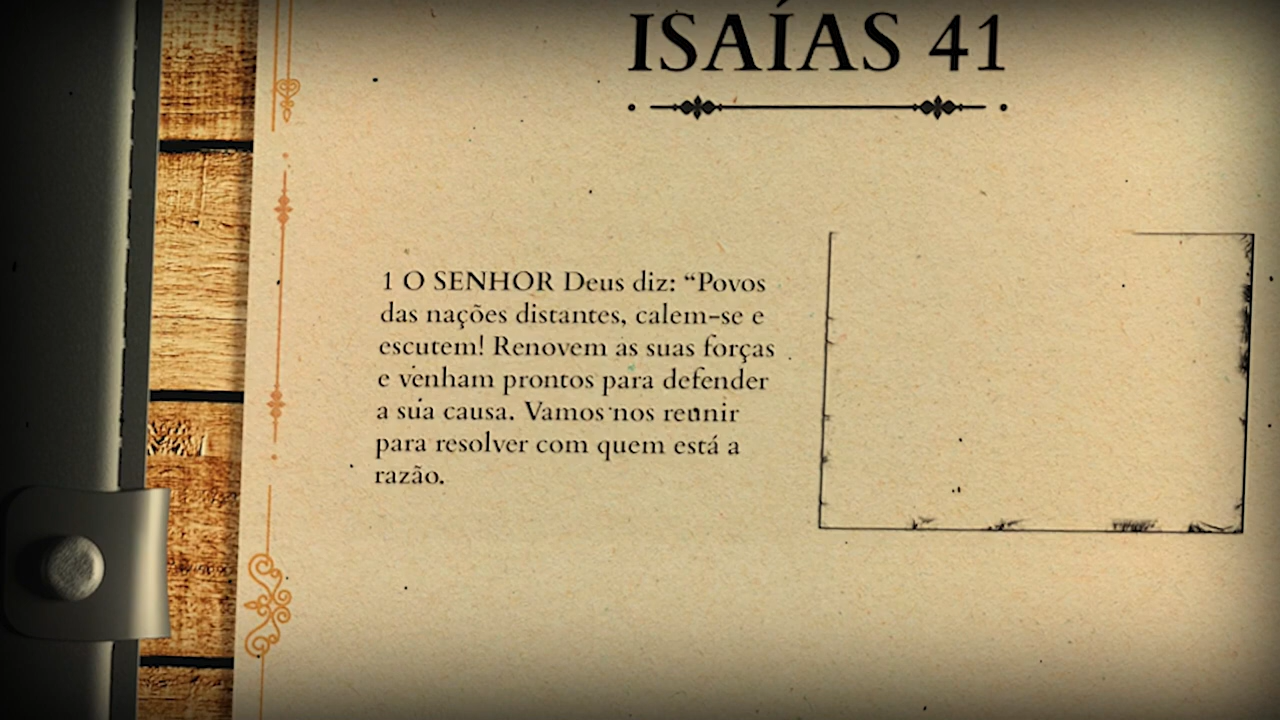 ISAÍAS 41
1 O SENHOR Deus diz: “Povos
das nações distantes, calem-se e
escutem! Renovem as suas forças
e venham prontos para defender
a sua causa. Vamos nos reunir
para resolver com quem está a
razão.